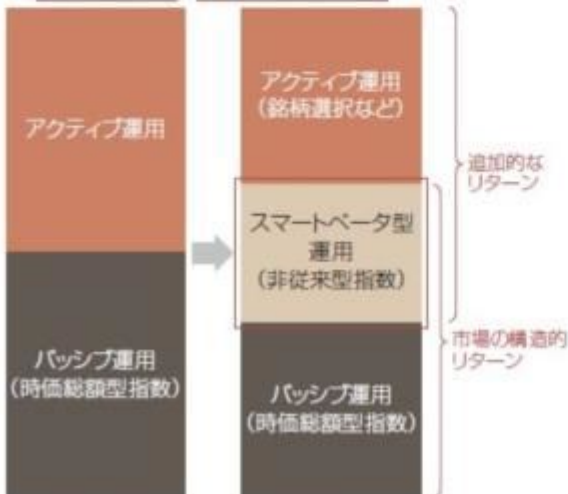 アクティブ運用
パッシブ運用
(時価総額型指数)
アクティブ運用
(銘柄選択など)
スマートベータ型
運用
(非従来型指数)
パッシブ運用
(時価総額型指数)
追加的な
リターン
市場の構造的
リターン